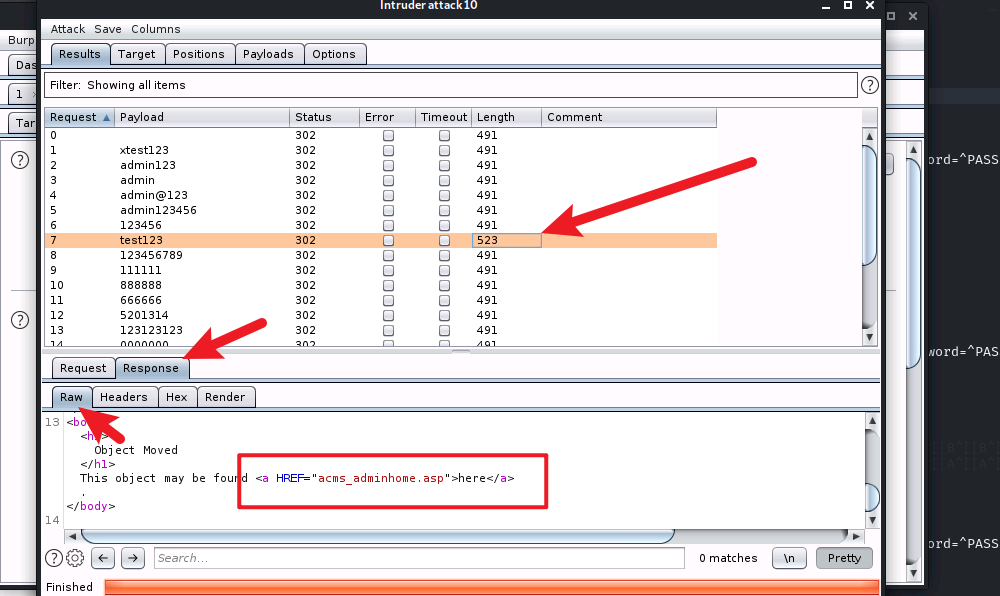 Intruder attack10
Attack Save Columns
Burp
Results Target Positions Payloads Options
Das
Filter: Showing all items
?
1 ×
Request Payload Status Error Timeout Length Comment
Tar
0 302 491
1 xtest123 302 491
2 admin123 302 491
3 admin 302 491
4 admin@123 302 491
5 admin123456 302 491
6 123456 302 491
7 test123 302 523
8 123456789 302 491
9 111111 302 491
10 888888 302 491
11 666666 302 491
12 5201314 302 491
13 123123123 302 491
14 0000000 302 491
?
?
ord=^PASS
word=^PASS
ord=^PASS
Request Response
Raw Headers Hex Render
13 <bo
<h
Object Moved
</h1>
This object may be found <a HREF="acms_adminhome.asp">here</a>
.
</body>
14
? Search... 0 matches \n Pretty
Finished